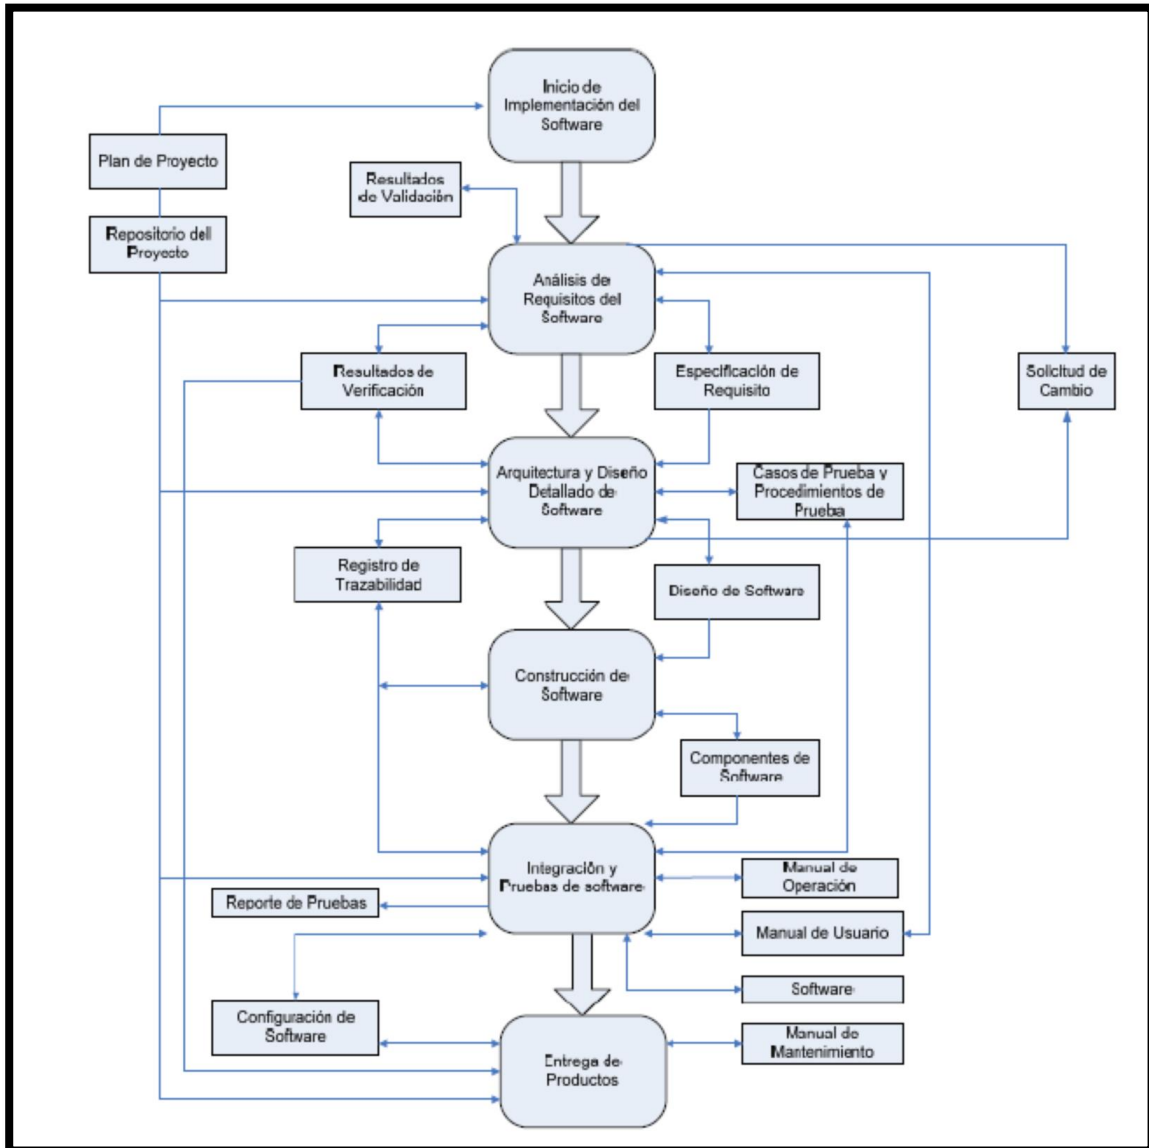 Inicio de
Implementación del
Software
Plan de Proyecto
Resultados
de Validación
Repositorio del
Proyecto
Análisis de
Requisitos del
Software
Resultados de
Verificación
Especificación de
Requisito
Solicitud de
Cambio
Arquitectura y Diseño
Detallado de
Software
Casos de Prueba y
Procedimientos de
Prueba
Registro de
Trazabilidad
Diseño de Software
Construcción de
Software
Componentes de
Software
Integración y
Pruebas de software
Manual de
Operación
Reporte de Pruebas
Manual de Usuario
Software
Configuración de
Software
Manual de
Mantenimiento
Entrega de
Productos